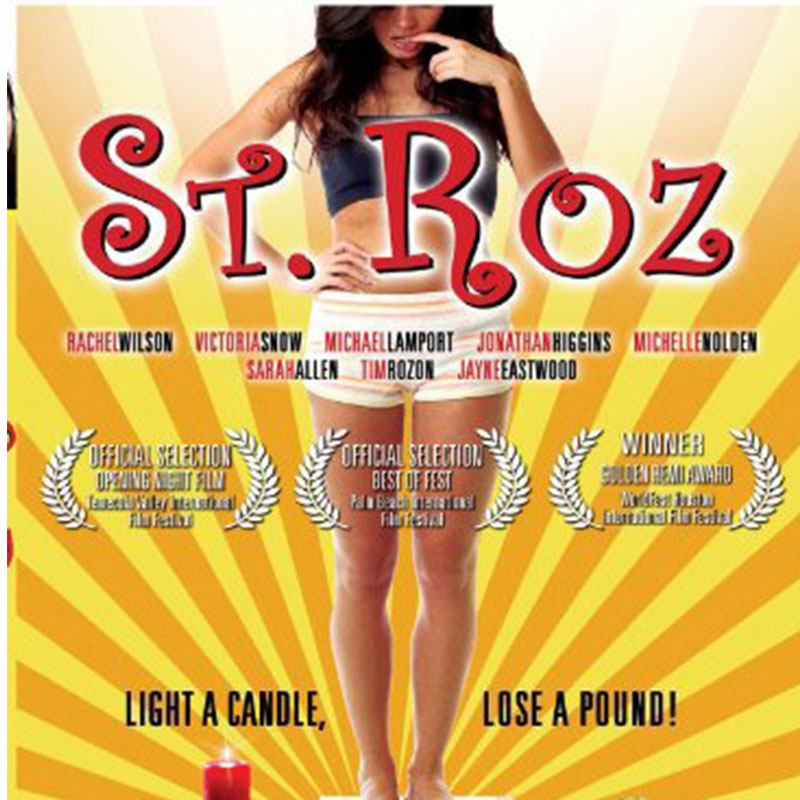 St. Roz
RACHELWILSON VICTORIASNOW MICHAELLAMPORT JONATHANHIGGINS MICHELLENOLDEN
SARAHALLEN TIMROZON JAYNEEASTWOOD
OFFICIAL SELECTION
OPENING NIGHT FILM
Temecula Valley International
Film Festival
OFFICIAL SELECTION
BEST OF FEST
Palm Beach International
Film Festival
WINNER
GOLDEN REMI AWARD
WorldFest Houston
International Film Festival
LIGHT A CANDLE, LOSE A POUND!